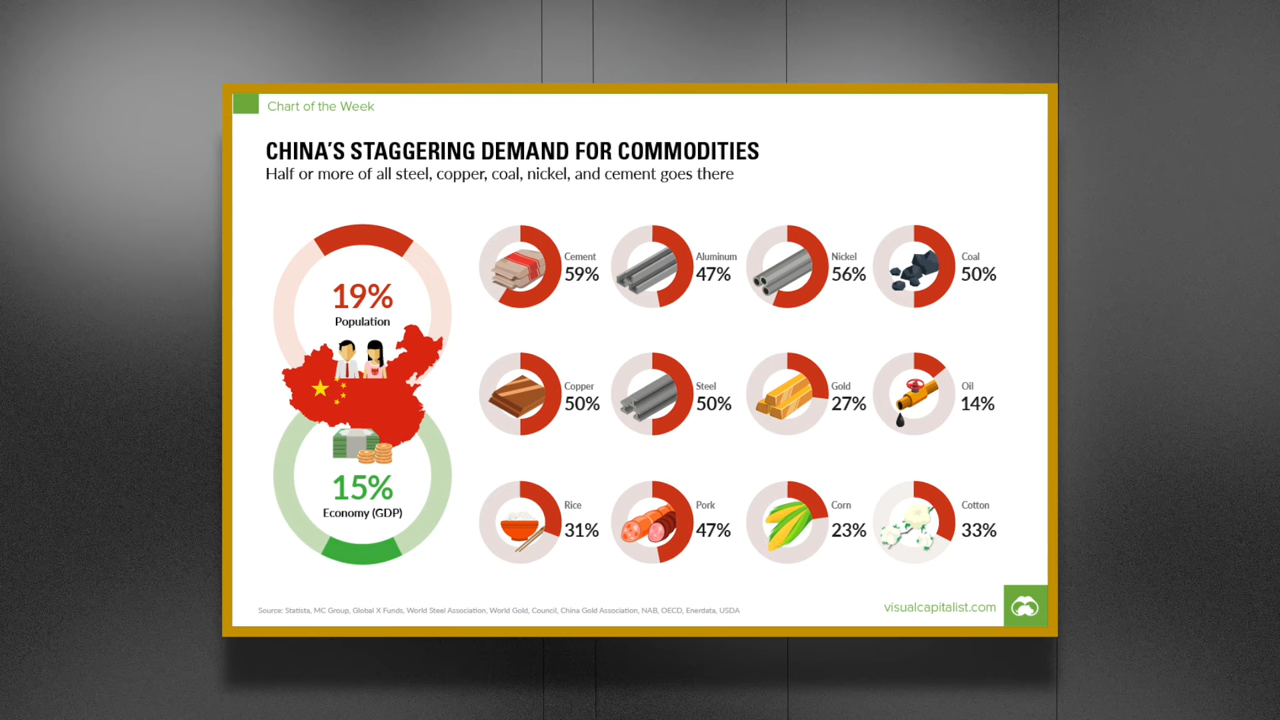 Chart of the Week
CHINA'S STAGGERING DEMAND FOR COMMODITIES
Half or more of all steel, copper, coal, nickel, and cement goes there
19%
Population
15%
Economy (GDP)
Cement
59%
Aluminum
47%
Nickel
56%
Coal
50%
Copper
50%
Steel
50%
Gold
27%
Oil
14%
Rice
31%
Pork
47%
Corn
23%
Cotton
33%
Source: Statista, MC Group, Global X Funds, World Steel Association, World Gold, Council, China Gold Association, NAB, OECD, Enerdata, USDA
visualcapitalist.com